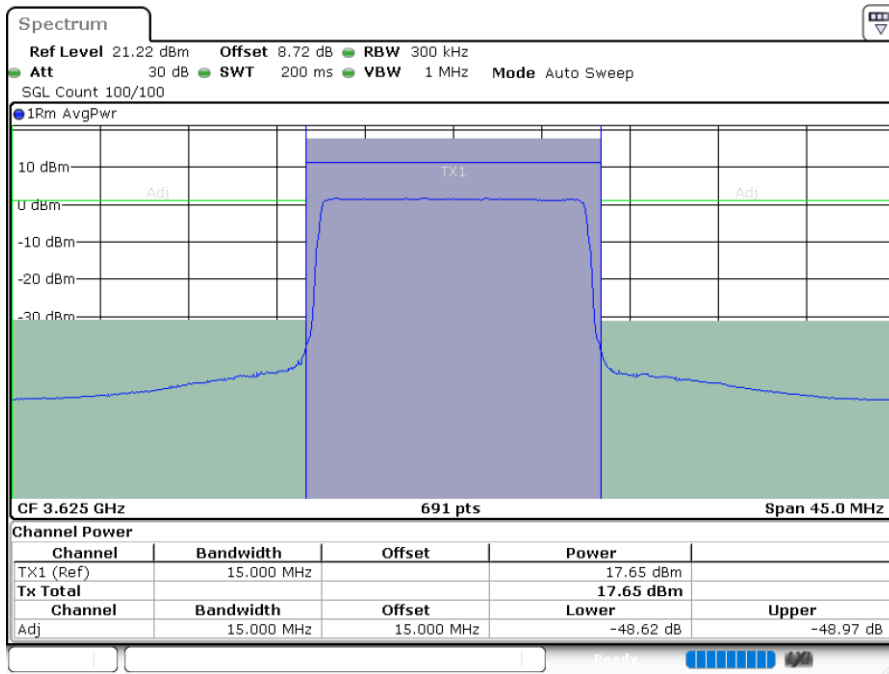 Spectrum
Ref Level 21.22 dBm Offset 8.72 dB RBW 300 kHz
Att 30 dB SWT 200 ms VBW 1 MHz Mode Auto Sweep
SGL Count 100/100
1Rm AvgPwr
10 dBm
TX1
Adj Adj
0 dBm
-10 dBm
-20 dBm
-30 dBm
CF 3.625 GHz 691 pts Span 45.0 MHz
Channel Power
Channel Bandwidth Offset Power
TX1 (Ref) 15.000 MHz 17.65 dBm
Tx Total 17.65 dBm
Channel Bandwidth Offset Lower Upper
Adj 15.000 MHz 15.000 MHz -48.62 dB -48.97 dB
Ready